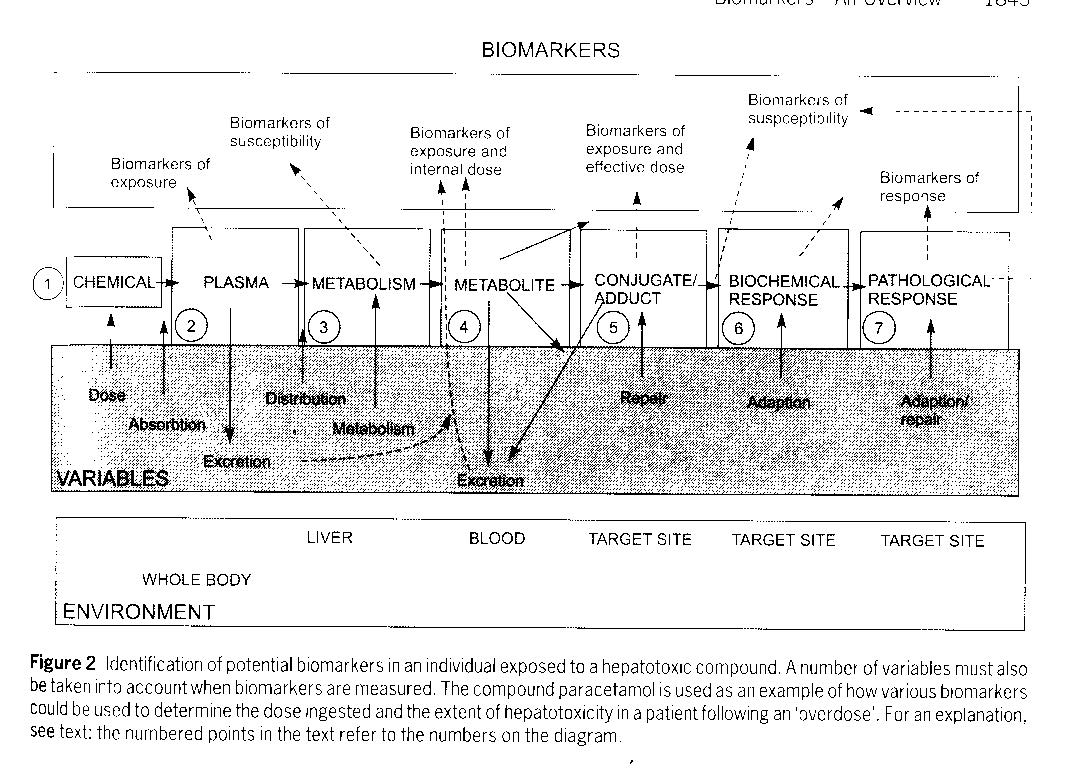 Biomarkers An Overview 1845
BIOMARKERS
Biomarkers of
exposure
Biomarkers of
susceptibility
Biomarkers of
exposure and
internal dose
Biomarkers of
exposure and
effective dose
Biomarkers of
suspceptibility
Biomarkers of
response
1
CHEMICAL
PLASMA
METABOLISM
METABOLITE
CONJUGATE/
ADDUCT
BIOCHEMICAL
RESPONSE
PATHOLOGICAL
RESPONSE
2
3
4
5
6
7
Dose
Absorbtion
Excretion
Distribution
Metabolism
Excretion
Repair
Adaption
Adaption/
repair
VARIABLES
LIVER
BLOOD
TARGET SITE
TARGET SITE
TARGET SITE
WHOLE BODY
ENVIRONMENT
Figure 2 Identification of potential biomarkers in an individual exposed to a hepatotoxic compound. A number of variables must also
be taken into account when biomarkers are measured. The compound paracetamol is used as an example of how various biomarkers
could be used to determine the dose ingested and the extent of hepatotoxicity in a patient following an 'overdose'. For an explanation,
see text: the numbered points in the text refer to the numbers on the diagram.